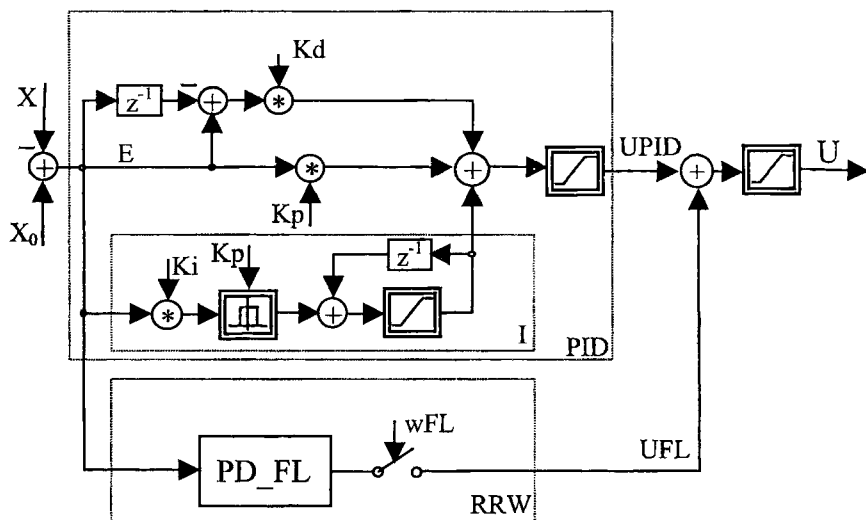 Kd
X
z⁻¹
−
+
*
−
+
E
UPID
U
+
*
+
X₀
Kp
z⁻¹
Ki
Kp
*
+
I
PID
wFL
UFL
PD_FL
RRW